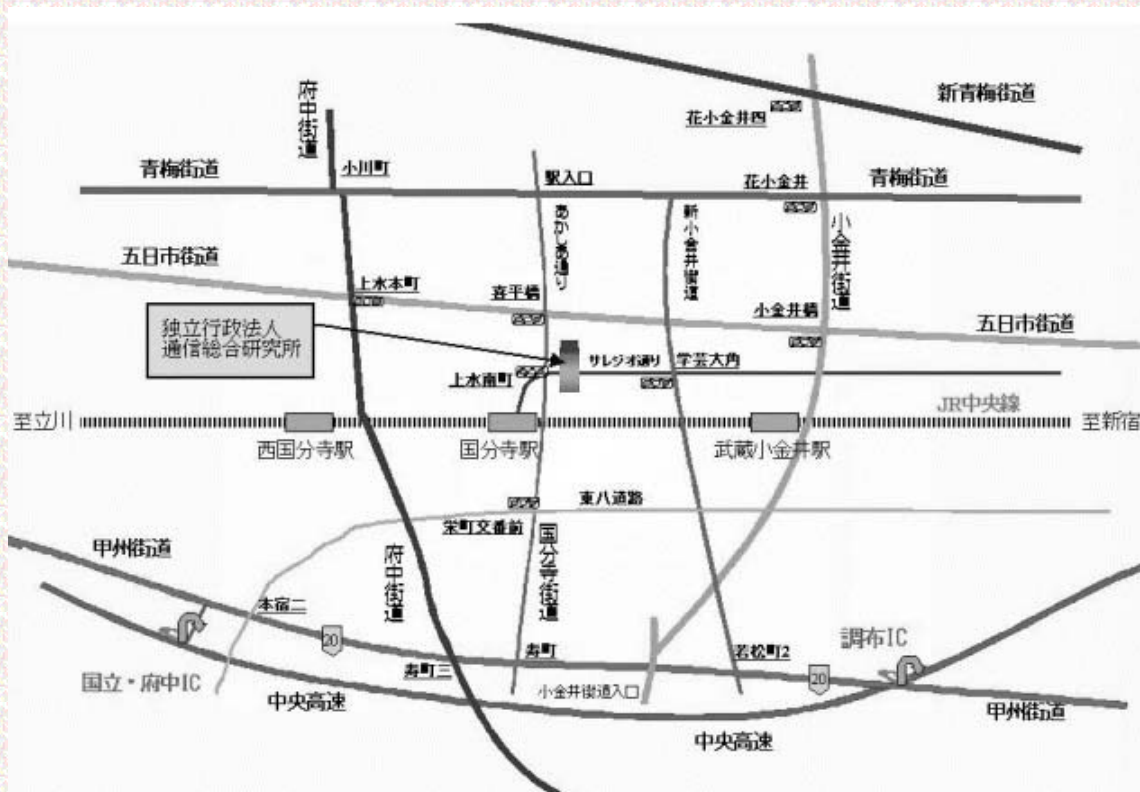 新青梅街道
府中街道
花小金井四
青梅街道
小川町
駅入口
花小金井
青梅街道
あかしあ通り
新小金井街道
小金井街道
五日市街道
上水本町
喜平橋
小金井橋
五日市街道
独立行政法人
通信総合研究所
サレジオ通り
学芸大角
上水南町
JR中央線
至立川
至新宿
西国分寺駅
国分寺駅
武蔵小金井駅
東八道路
栄町交番前
国分寺街道
府中街道
甲州街道
本宿二
20
寿町
寿町三
若松町2
調布IC
20
国立・府中IC
小金井街道入口
中央高速
甲州街道
中央高速